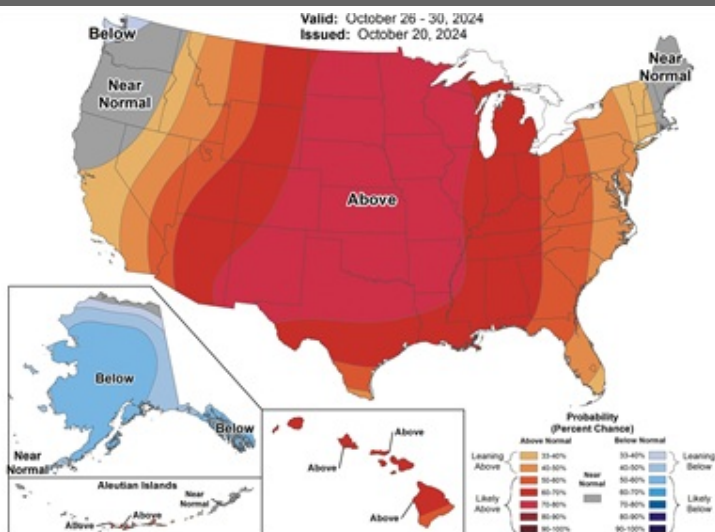 Valid: October 26 - 30, 2024
Issued: October 20, 2024
Below
Near
Normal
Near
Normal
Above
Below
Below
Near
Normal
Aleutian Islands
Near
Normal
Above
Above
Above
Above
Above
Probability
(Percent Chance)
Above Normal
Below Normal
Leaning
Above
Likely
Above
33-40%
40-50%
50-60%
60-70%
70-80%
80-90%
90-100%
Near
Normal
33-40%
40-50%
50-60%
60-70%
70-80%
80-90%
90-100%
Leaning
Below
Likely
Below